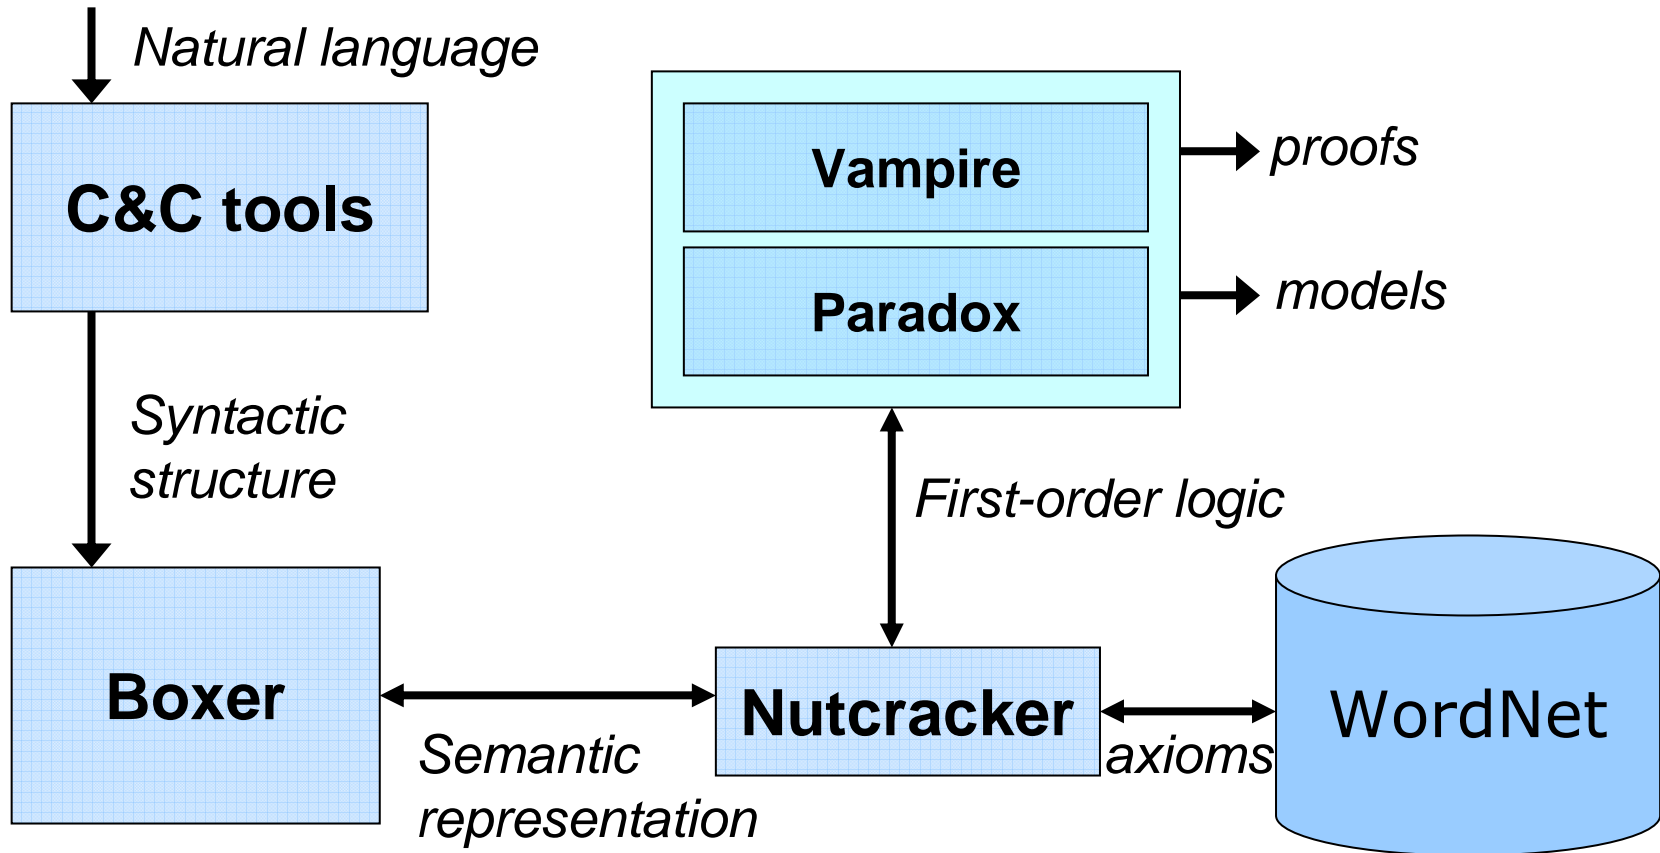 Natural language
C&C tools
Vampire
proofs
Paradox
models
Syntactic
structure
First-order logic
Boxer
Nutcracker
WordNet
Semantic
representation
axioms